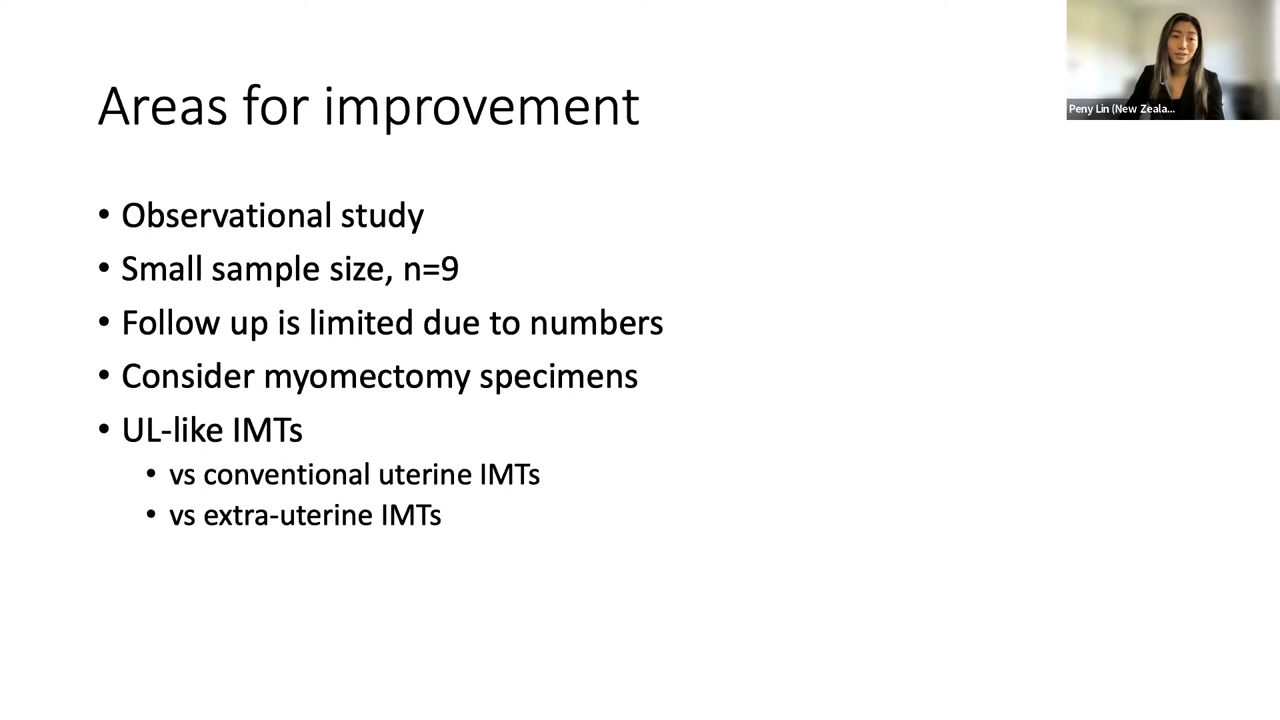 Areas for improvement
Peny Lin (New Zeala...
• Observational study
• Small sample size, n=9
• Follow up is limited due to numbers
• Consider myomectomy specimens
• UL-like IMTs
• vs conventional uterine IMTs
• vs extra-uterine IMTs